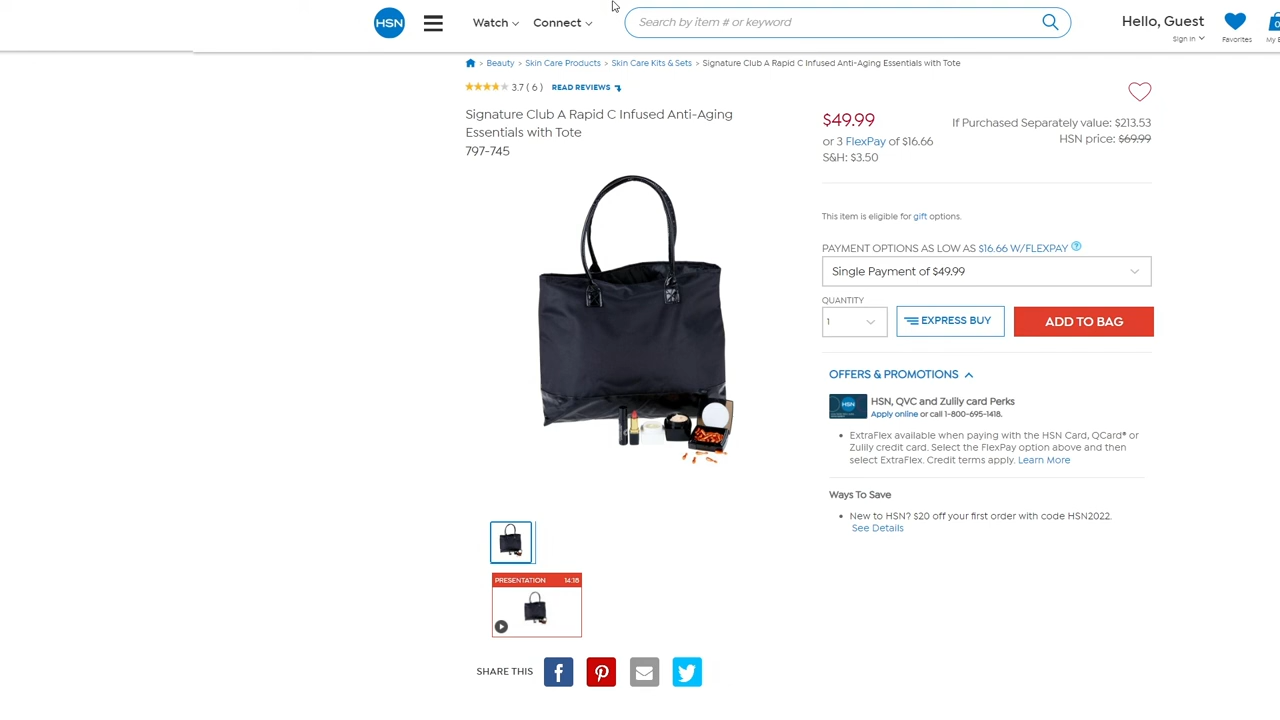 HSN
Watch
Connect
Search by item # or keyword
Hello, Guest
Sign In
Favorites
0
Beauty > Skin Care Products > Skin Care Kits & Sets > Signature Club A Rapid C Infused Anti-Aging Essentials with Tote
3.7 ( 6 ) READ REVIEWS
Signature Club A Rapid C Infused Anti-Aging
Essentials with Tote
797-745
$49.99
If Purchased Separately value: $213.53
HSN price: $69.99
or 3 FlexPay of $16.66
S&H: $3.50
This item is eligible for gift options.
PAYMENT OPTIONS AS LOW AS $16.66 W/FLEXPAY ?
Single Payment of $49.99
QUANTITY
1
EXPRESS BUY
ADD TO BAG
OFFERS & PROMOTIONS
HSN
HSN, QVC and Zulily card Perks
Apply online or call 1-800-695-1418.
• ExtraFlex available when paying with the HSN Card, QCard® or
Zulily credit card. Select the FlexPay option above and then
select ExtraFlex. Credit terms apply. Learn More
Ways To Save
• New to HSN? $20 off your first order with code HSN2022.
See Details
PRESENTATION 14:18
SHARE THIS